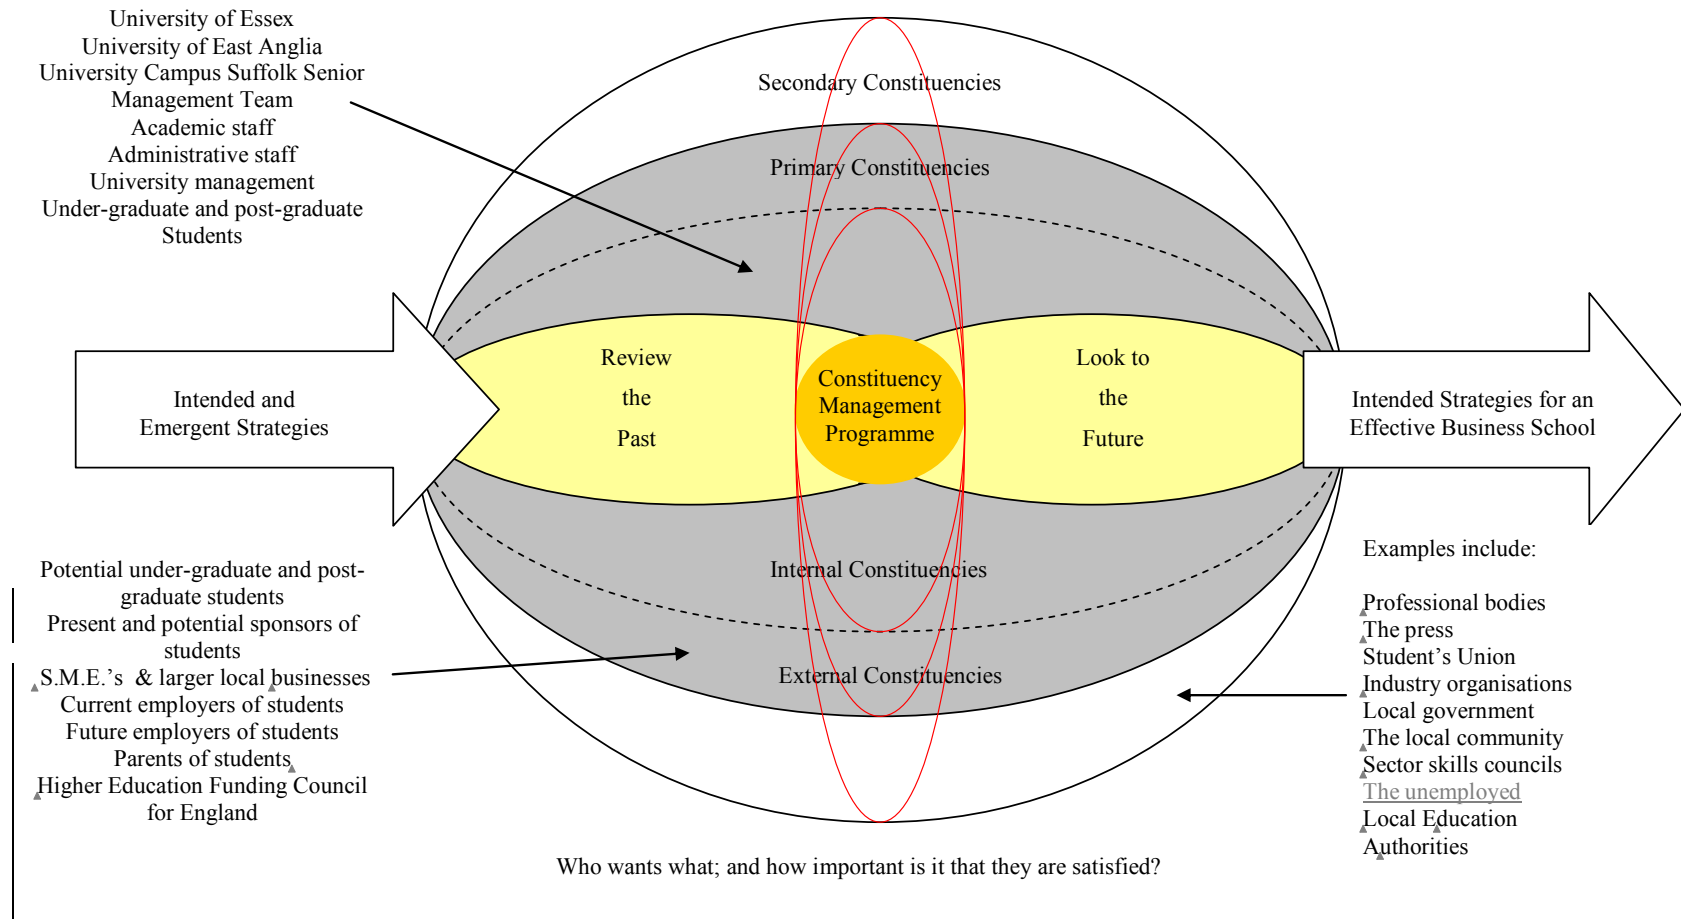 University of Essex
University of East Anglia
University Campus Suffolk Senior
Management Team
Academic staff
Administrative staff
University management
Under-graduate and post-graduate
Students
Secondary Constituencies
Primary Constituencies
Intended and
Emergent Strategies
Review
the
Past
Constituency
Management
Programme
Look to
the
Future
Intended Strategies for an
Effective Business School
Internal Constituencies
External Constituencies
Potential under-graduate and post-
graduate students
Present and potential sponsors of
students
S.M.E.’s & larger local businesses
Current employers of students
Future employers of students
Parents of students
Higher Education Funding Council
for England
Examples include:
Professional bodies
The press
Student’s Union
Industry organisations
Local government
The local community
Sector skills councils
The unemployed
Local Education
Authorities
Who wants what; and how important is it that they are satisfied?